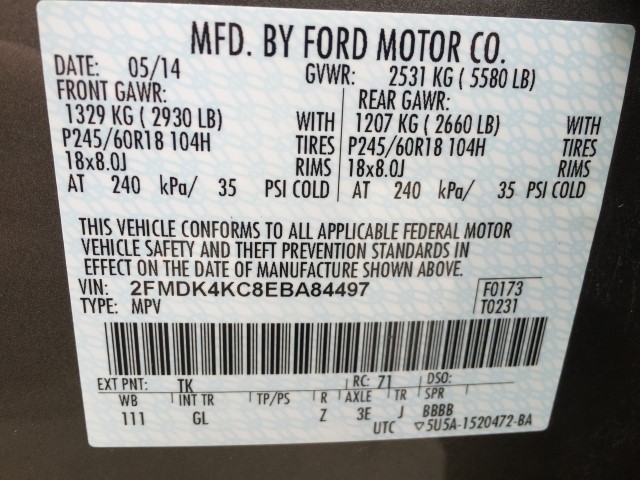 MFD. BY FORD MOTOR CO.
DATE: 05/14 GVWR: 2531 KG ( 5580 LB)
FRONT GAWR: REAR GAWR:
1329 KG ( 2930 LB) WITH 1207 KG ( 2660 LB) WITH
P245/60R18 104H TIRES P245/60R18 104H TIRES
18x8.0J RIMS 18x8.0J RIMS
AT 240 kPa/ 35 PSI COLD AT 240 kPa/ 35 PSI COLD
THIS VEHICLE CONFORMS TO ALL APPLICABLE FEDERAL MOTOR
VEHICLE SAFETY AND THEFT PREVENTION STANDARDS IN
EFFECT ON THE DATE OF MANUFACTURE SHOWN ABOVE.
VIN: 2FMDK4KC8EBA84497 F0173
TYPE: MPV T0231
EXT PNT: TK RC: 71 DSO:
WB INT TR TP/PS R AXLE TR SPR
111 GL Z 3E J BBBB
UTC ▽5U5A-1520472-BA